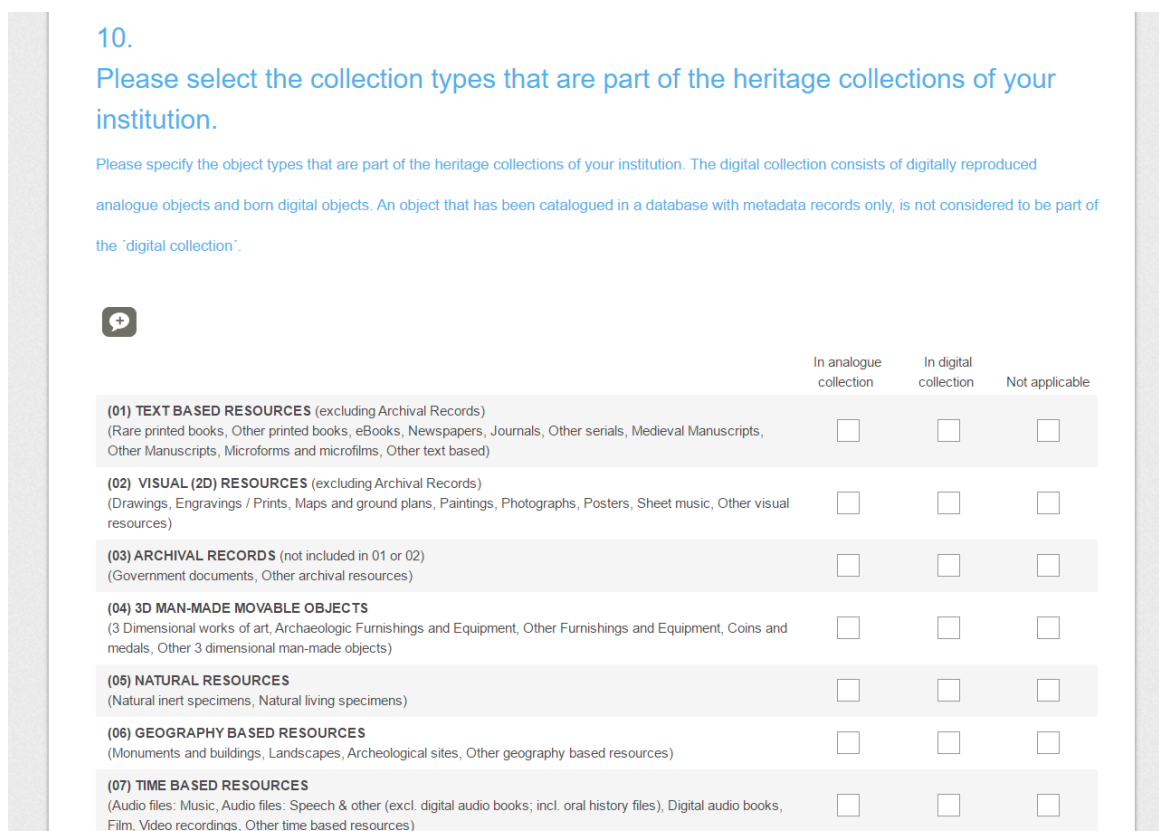 10.
Please select the collection types that are part of the heritage collections of your
institution.
Please specify the object types that are part of the heritage collections of your institution. The digital collection consists of digitally reproduced
analogue objects and born digital objects. An object that has been catalogued in a database with metadata records only, is not considered to be part of
the ´digital collection´.
In analogue
collection
In digital
collection
Not applicable
(01) TEXT BASED RESOURCES (excluding Archival Records)
(Rare printed books, Other printed books, eBooks, Newspapers, Journals, Other serials, Medieval Manuscripts,
Other Manuscripts, Microforms and microfilms, Other text based)
(02) VISUAL (2D) RESOURCES (excluding Archival Records)
(Drawings, Engravings / Prints, Maps and ground plans, Paintings, Photographs, Posters, Sheet music, Other visual
resources)
(03) ARCHIVAL RECORDS (not included in 01 or 02)
(Government documents, Other archival resources)
(04) 3D MAN-MADE MOVABLE OBJECTS
(3 Dimensional works of art, Archaeologic Furnishings and Equipment, Other Furnishings and Equipment, Coins and
medals, Other 3 dimensional man-made objects)
(05) NATURAL RESOURCES
(Natural inert specimens, Natural living specimens)
(06) GEOGRAPHY BASED RESOURCES
(Monuments and buildings, Landscapes, Archeological sites, Other geography based resources)
(07) TIME BASED RESOURCES
(Audio files: Music, Audio files: Speech & other (excl. digital audio books; incl. oral history files), Digital audio books,
Film, Video recordings, Other time based resources)